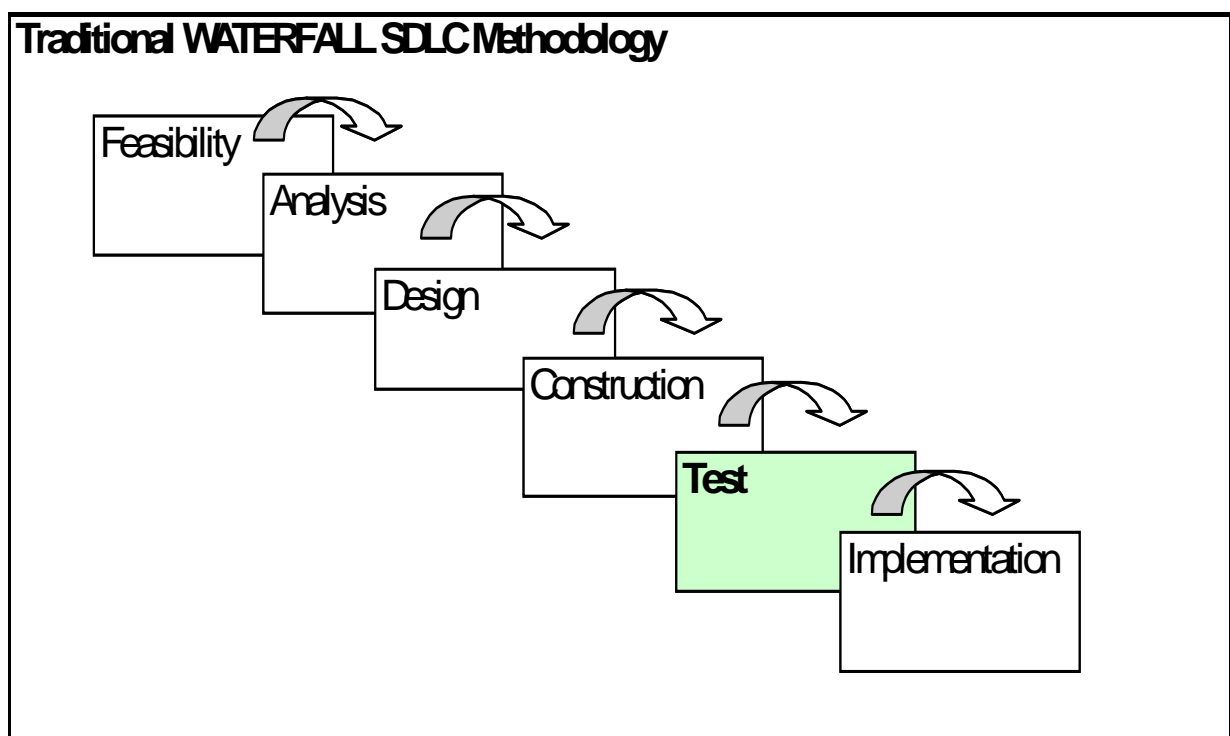 Traditional WATERFALL SDLC Methodology
Feasibility
Analysis
Design
Construction
Test
Implementation